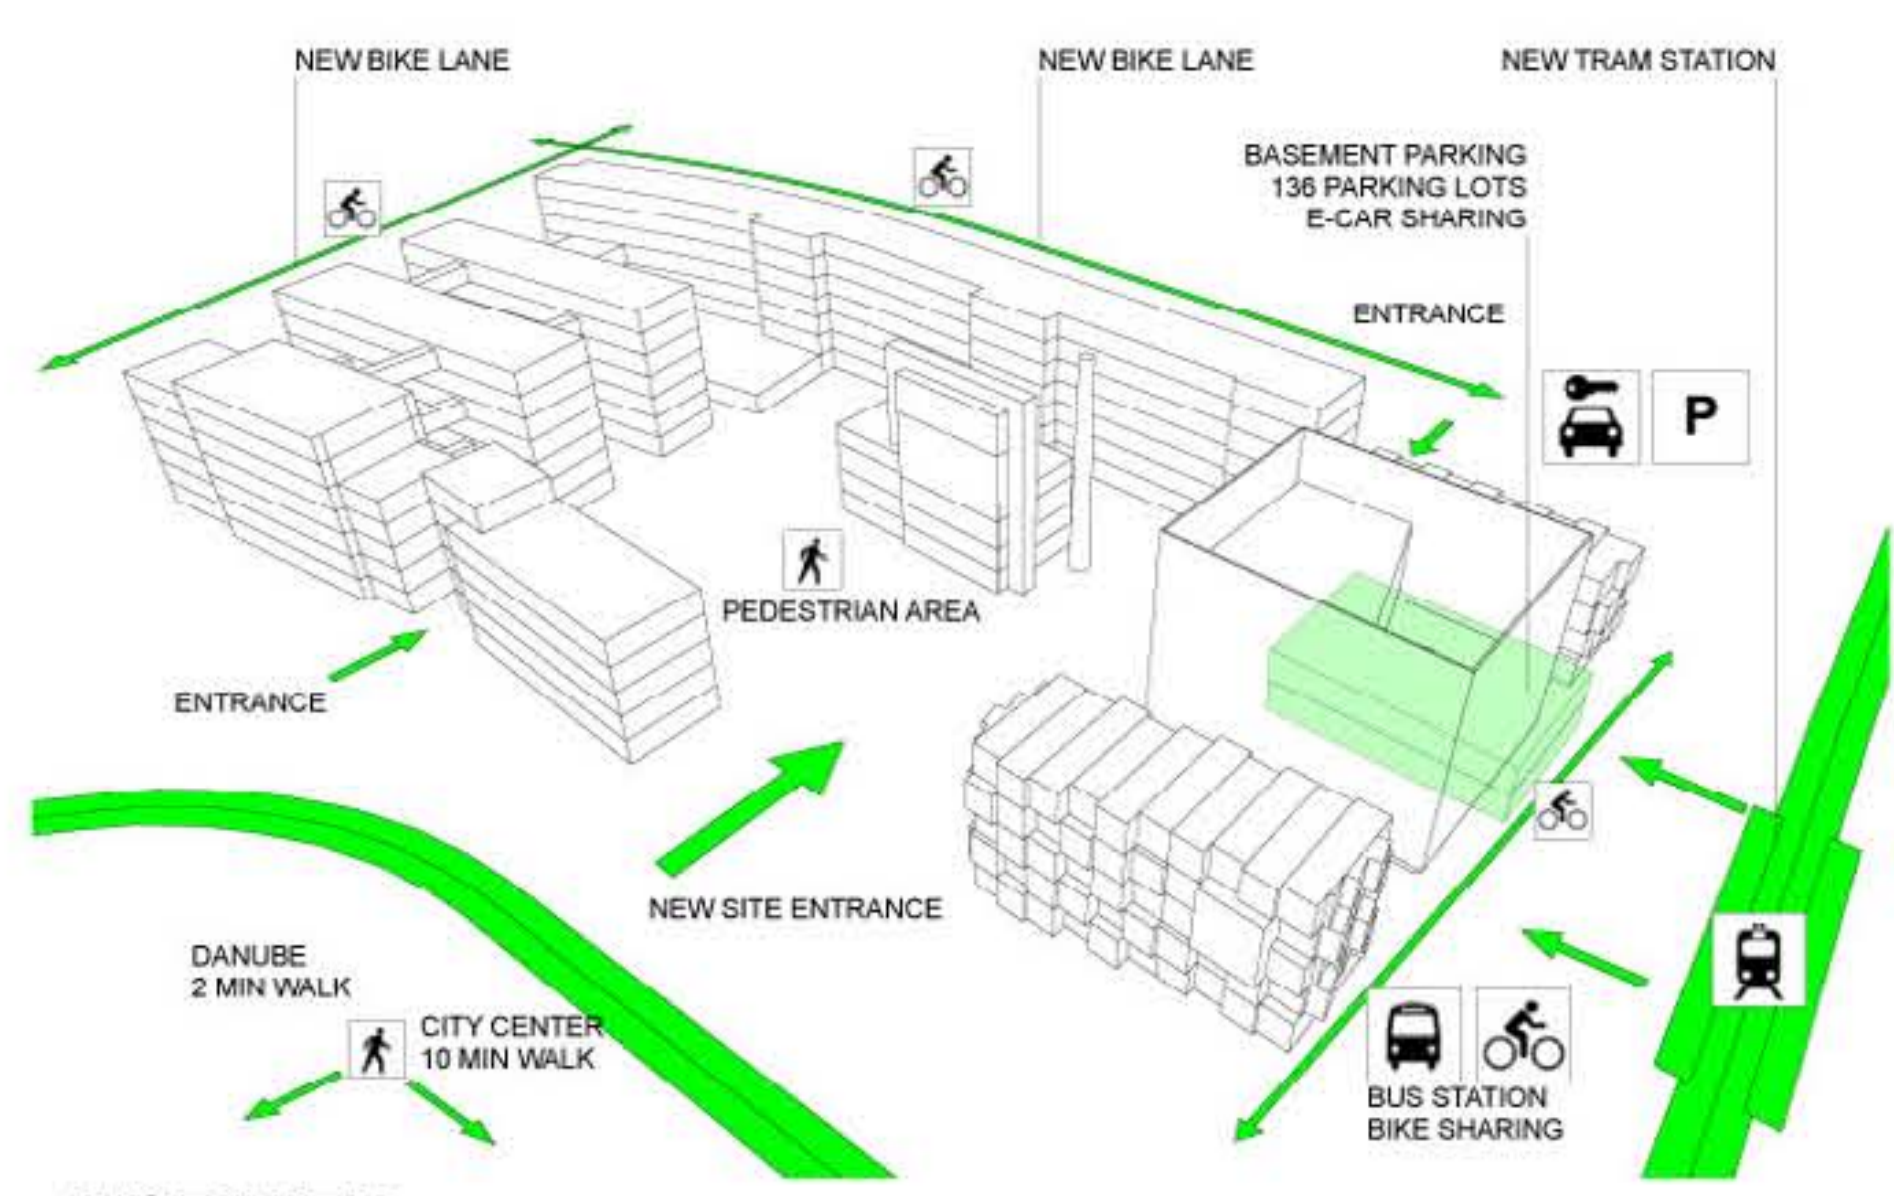 NEW BIKE LANE
NEW BIKE LANE
NEW TRAM STATION
BASEMENT PARKING
136 PARKING LOTS
E-CAR SHARING
ENTRANCE
P
PEDESTRIAN AREA
ENTRANCE
NEW SITE ENTRANCE
DANUBE
2 MIN WALK
CITY CENTER
10 MIN WALK
BUS STATION
BIKE SHARING